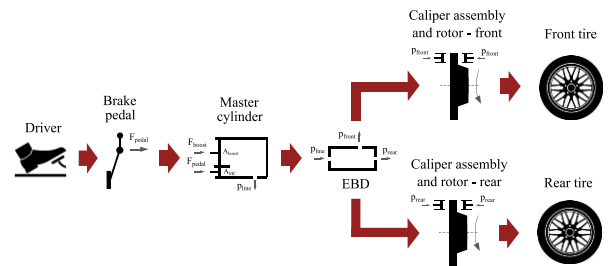 Driver
Brake
pedal
F_pedal
Master
cylinder
F_boost
A_boost
F_pedal
A_MC
p_line
p_front
p_line
p_rear
EBD
Caliper assembly
and rotor - front
p_front
p_front
Front tire
Caliper assembly
and rotor - rear
p_rear
p_rear
Rear tire